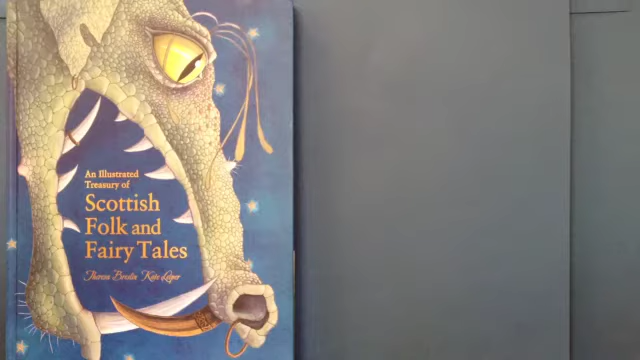 An Illustrated
Treasury of
Scottish
Folk and
Fairy Tales
Theresa Breslin Kate Leiper